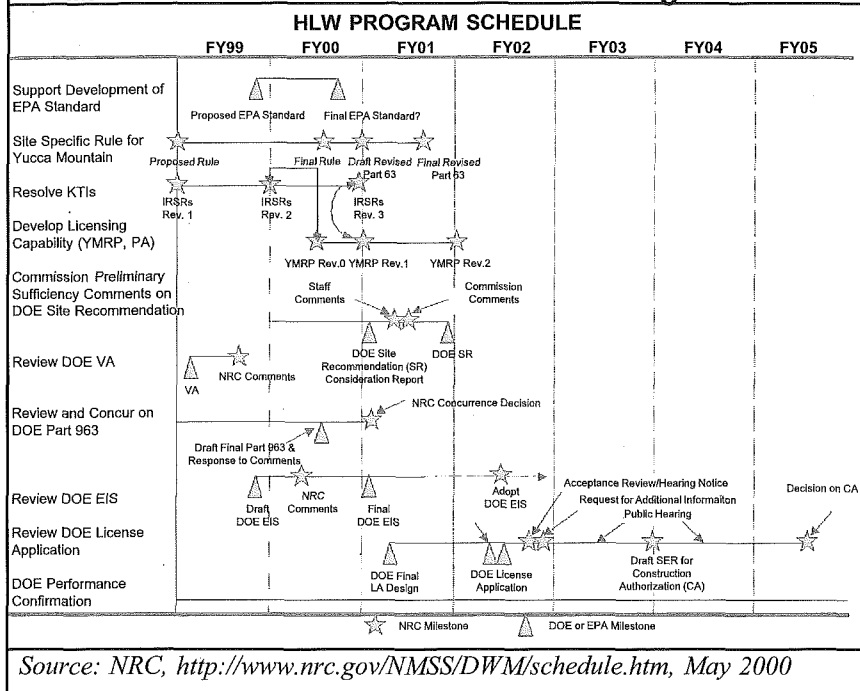 HLW PROGRAM SCHEDULE
FY99 FY00 FY01 FY02 FY03 FY04 FY05
Support Development of
EPA Standard
Proposed EPA Standard Final EPA Standard?
Site Specific Rule for
Yucca Mountain
Proposed Rule Final Rule Draft Revised Final Revised
Part 63 Part 63
Resolve KTIs
IRSRs IRSRs IRSRs
Rev. 1 Rev. 2 Rev. 3
Develop Licensing
Capability (YMRP, PA)
YMRP Rev.0 YMRP Rev.1 YMRP Rev.2
Commission Preliminary
Sufficiency Comments on
DOE Site Recommendation
Staff Commission
Comments Comments
DOE Site DOE SR
Recommendation (SR)
Consideration Report
Review DOE VA
VA NRC Comments
Review and Concur on
DOE Part 963
NRC Concurrence Decision
Draft Final Part 963 &
Response to Comments
Review DOE EIS
Draft NRC Final Adopt
DOE EIS Comments DOE EIS DOE EIS
Acceptance Review/Hearing Notice
Request for Additional Informaiton
Public Hearing
Decision on CA
Review DOE License
Application
DOE Final DOE License Draft SER for
LA Design Application Construction
Authorization (CA)
DOE Performance
Confirmation
NRC Milestone DOE or EPA Milestone
Source: NRC, http://www.nrc.gov/NMSS/DWM/schedule.htm, May 2000